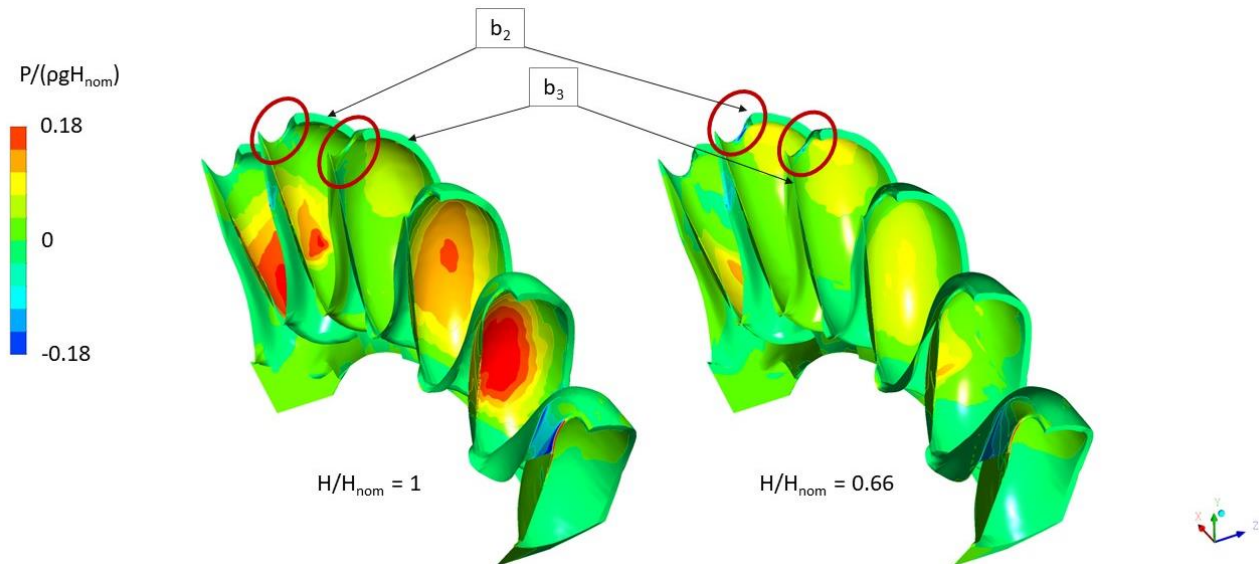 b₂
P/(ρgHₙₒₘ)
b₃
0.18
0
-0.18
H/Hₙₒₘ = 1
H/Hₙₒₘ = 0.66
Y
X
Z